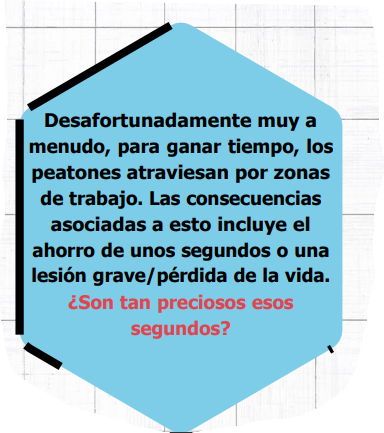 Desafortunadamente muy a
menudo, para ganar tiempo, los
peatones atraviesan por zonas
de trabajo. Las consecuencias
asociadas a esto incluye el
ahorro de unos segundos o una
lesión grave/pérdida de la vida.
¿Son tan preciosos esos
segundos?